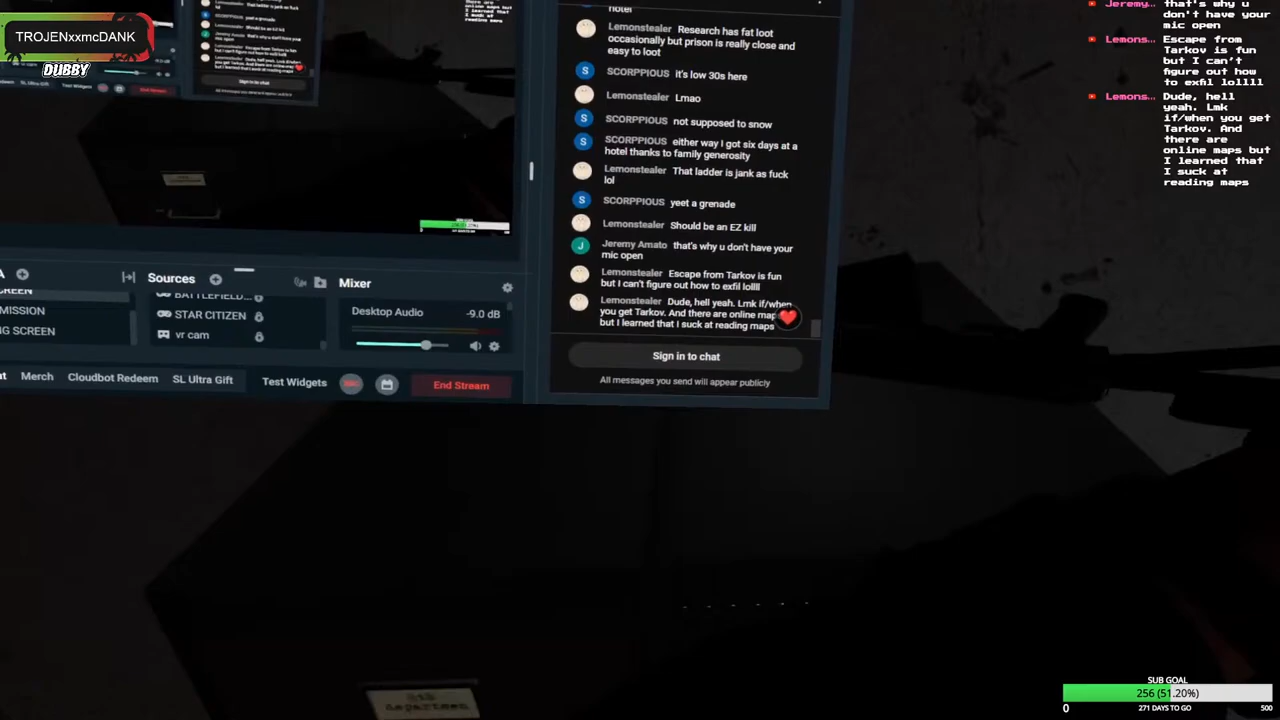 TROJENxxmcDANK
DUBBY
hotel
Lemonstealer Research has fat loot
occasionally but prison is really close and
easy to loot
SCORPPIOUS it's low 30s here
Lemonstealer Lmao
SCORPPIOUS not supposed to snow
SCORPPIOUS either way I got six days at a
hotel thanks to family generosity
Lemonstealer That ladder is jank as fuck
lol
SCORPPIOUS yeet a grenade
Lemonstealer Should be an EZ kill
Jeremy Amato that's why u don't have your
mic open
Lemonstealer Escape from Tarkov is fun
but I can't figure out how to exfil lollll
Lemonstealer Dude, hell yeah. Lmk if/when
you get Tarkov. And there are online maps
but I learned that I suck at reading maps
Sign in to chat
All messages you send will appear publicly
Sources
Mixer
BATTLEFIELD...
STAR CITIZEN
vr cam
Desktop Audio -9.0 dB
Merch
Cloudbot Redeem
SL Ultra Gift
Test Widgets
End Stream
Jeremy... that's why u
don't have your
mic open
Lemons... Escape from
Tarkov is fun
but I can't
figure out how
to exfil lollll
Lemons... Dude, hell
yeah. Lmk
if/when you get
Tarkov. And
there are
online maps but
I learned that
I suck at
reading maps
SUB GOAL
256 (51.20%)
0
271 DAYS TO GO
500